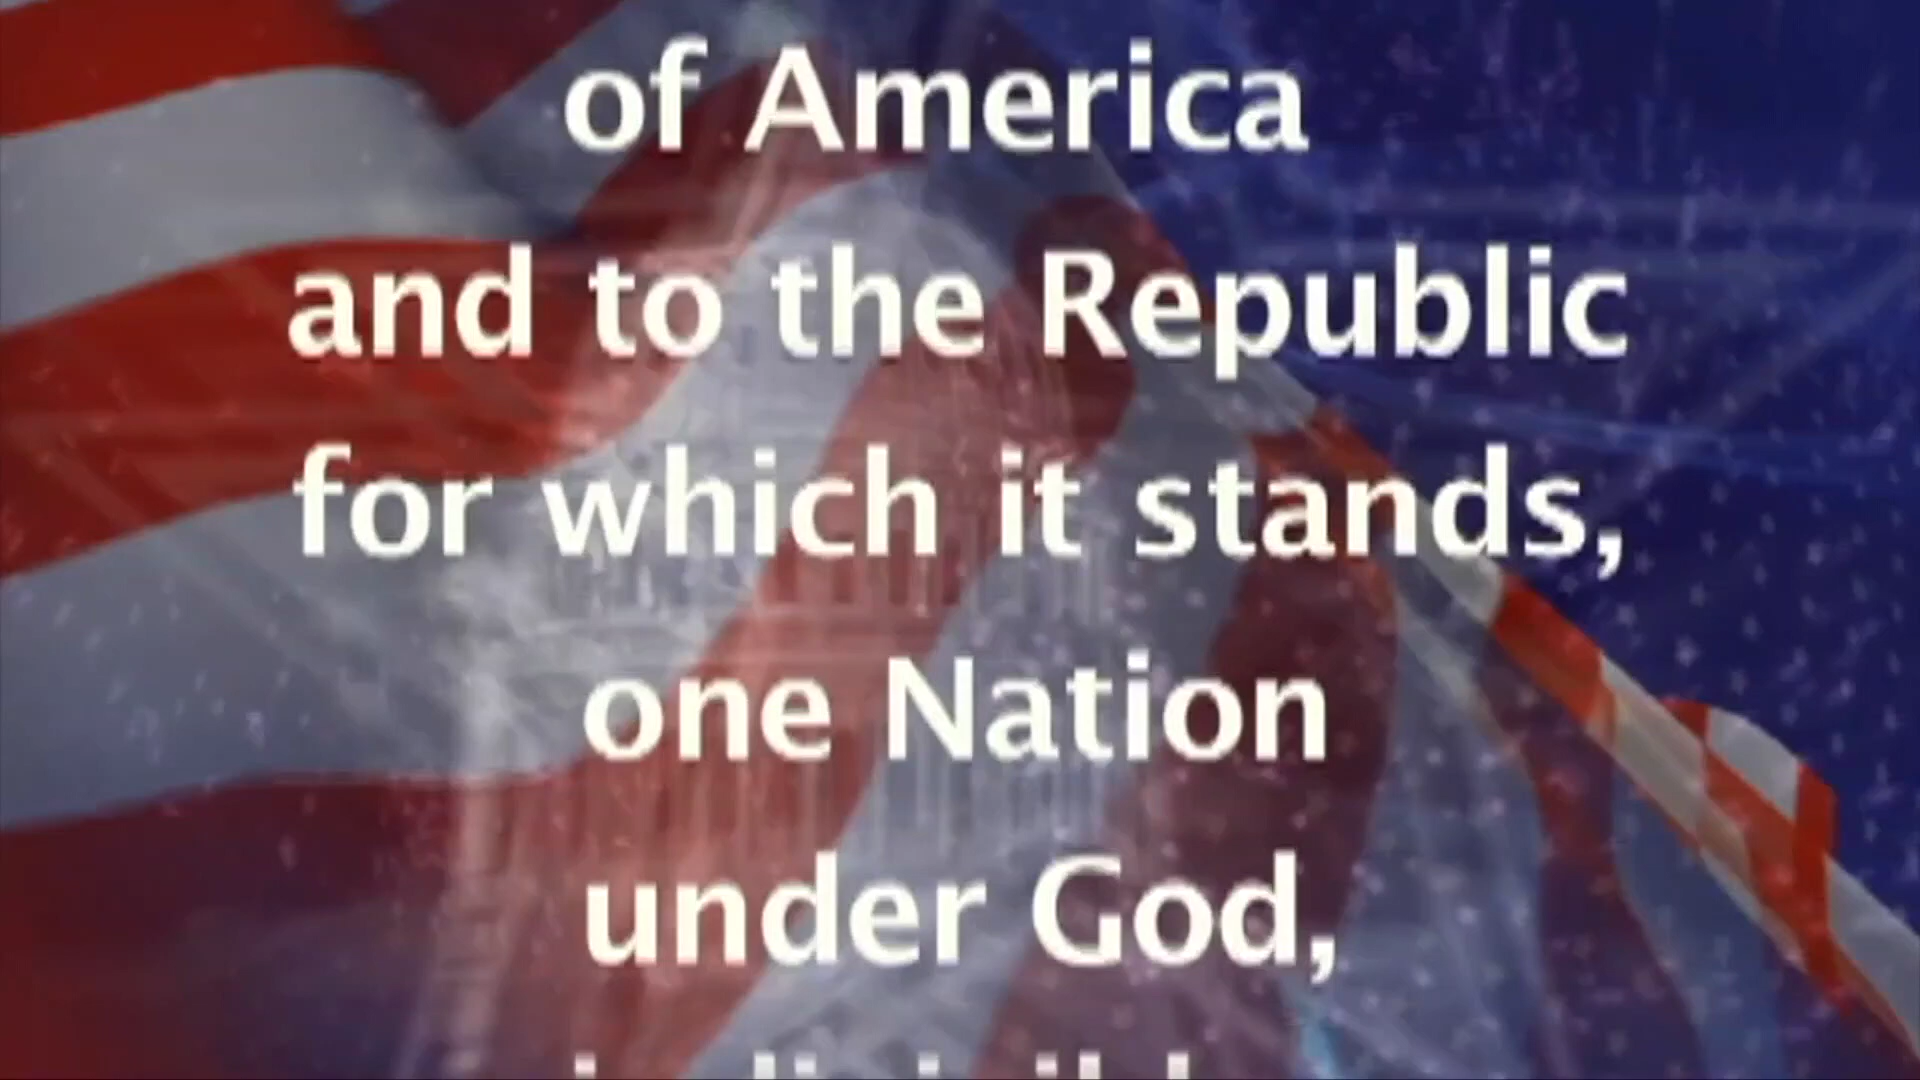 of America
and to the Republic
for which it stands,
one Nation
under God,